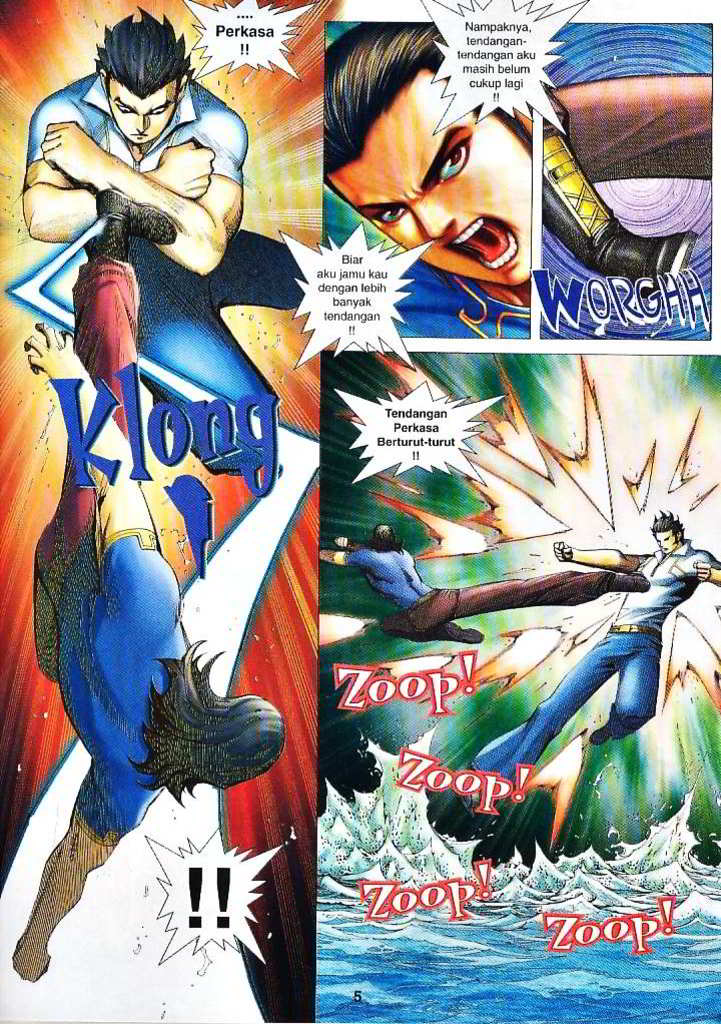 ....
Perkasa
!!
Klong
!
!!
Nampaknya,
tendangan-
tendangan aku
masih belum
cukup lagi
!!
Biar
aku jamu kau
dengan lebih
banyak
tendangan
!!
WORGHH
Tendangan
Perkasa
Berturut-turut
!!
Zoop!
Zoop!
Zoop!
Zoop!
5